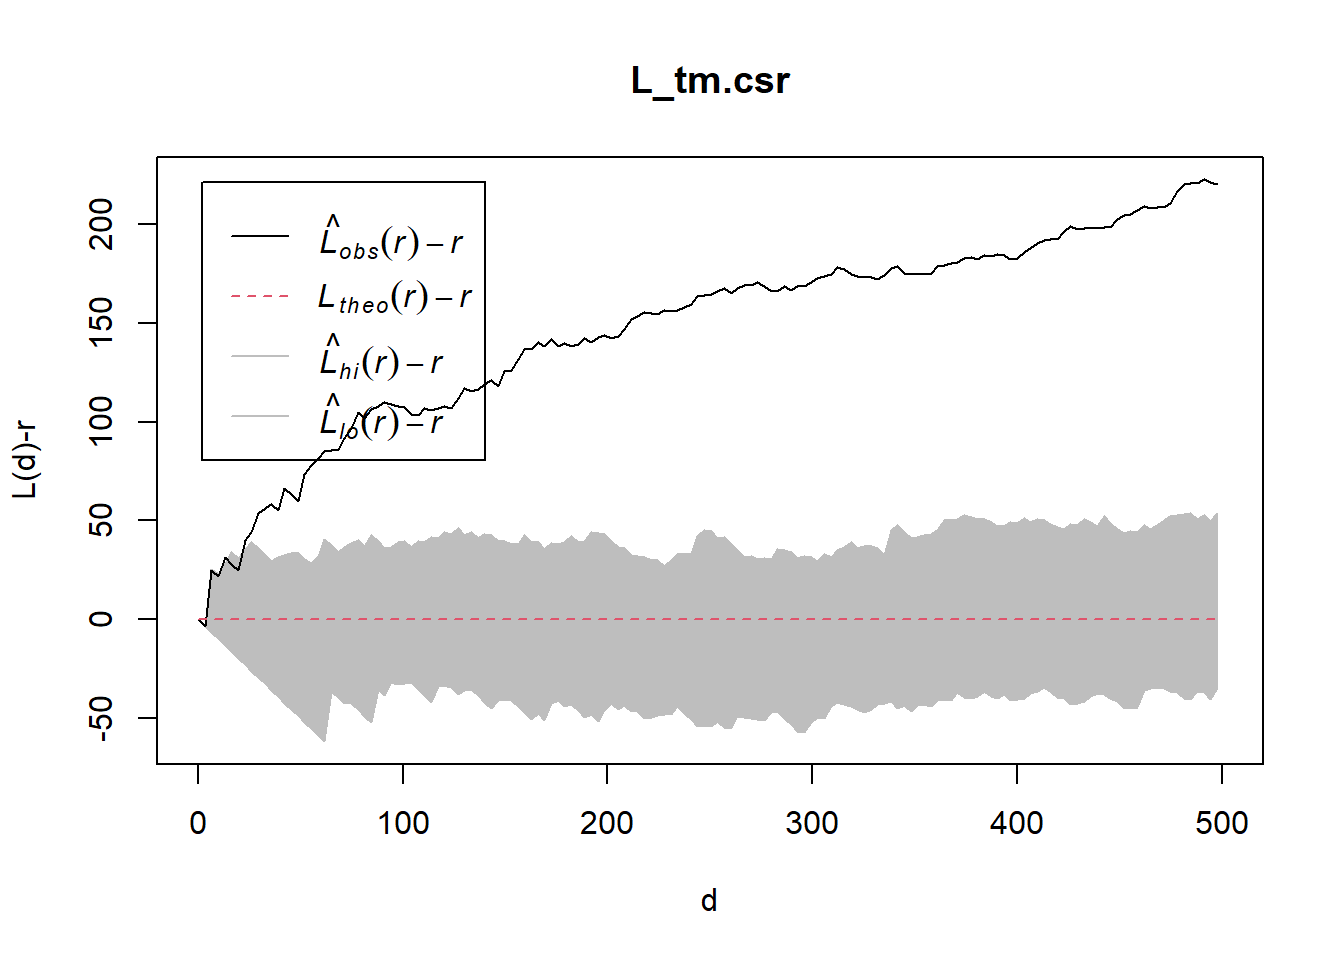 L_tm.csr
L̂obs(r) – r
Ltheo(r) – r
L̂hi(r) – r
L̂lo(r) – r
L(d)-r
200
150
100
50
0
-50
0 100 200 300 400 500
d